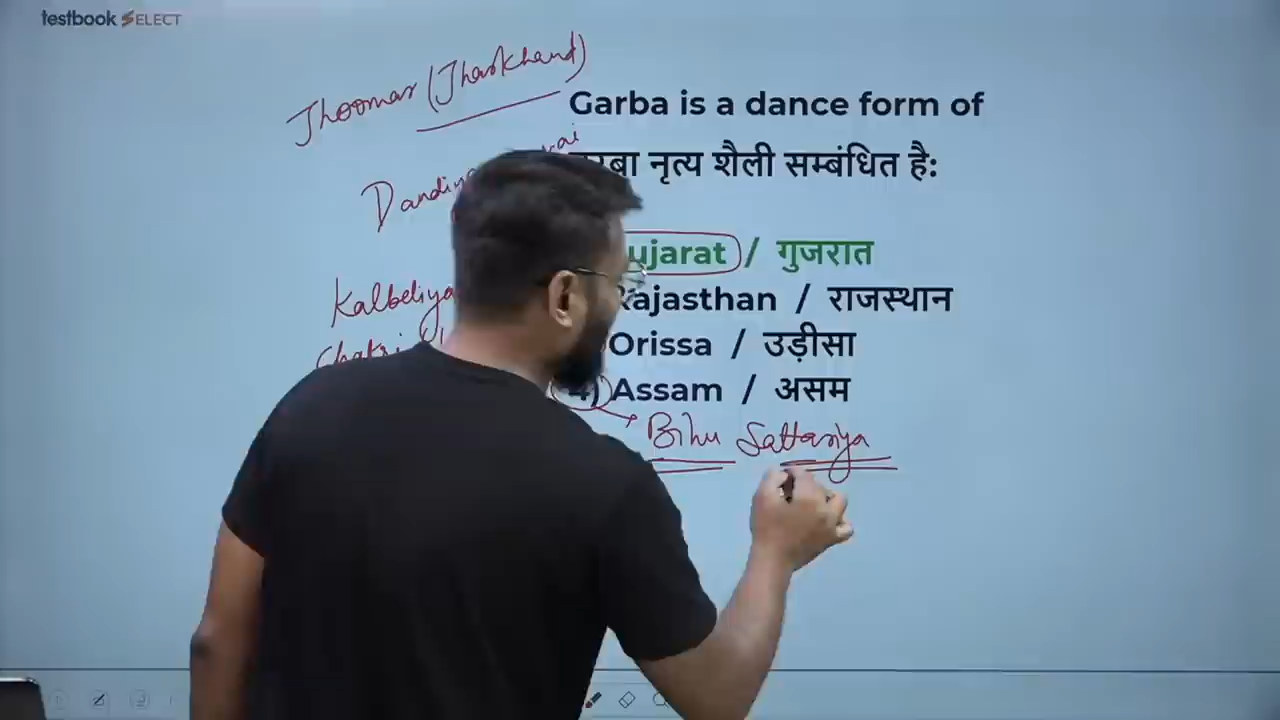 testbook SELECT
Jhoomar (Jharkhand)
Garba is a dance form of
नृत्य शैली सम्बंधित है:
ujarat / गुजरात
Rajasthan / राजस्थान
Kalbeliya
Orissa / उड़ीसा
4) Assam / असम
Bihu Sattariya